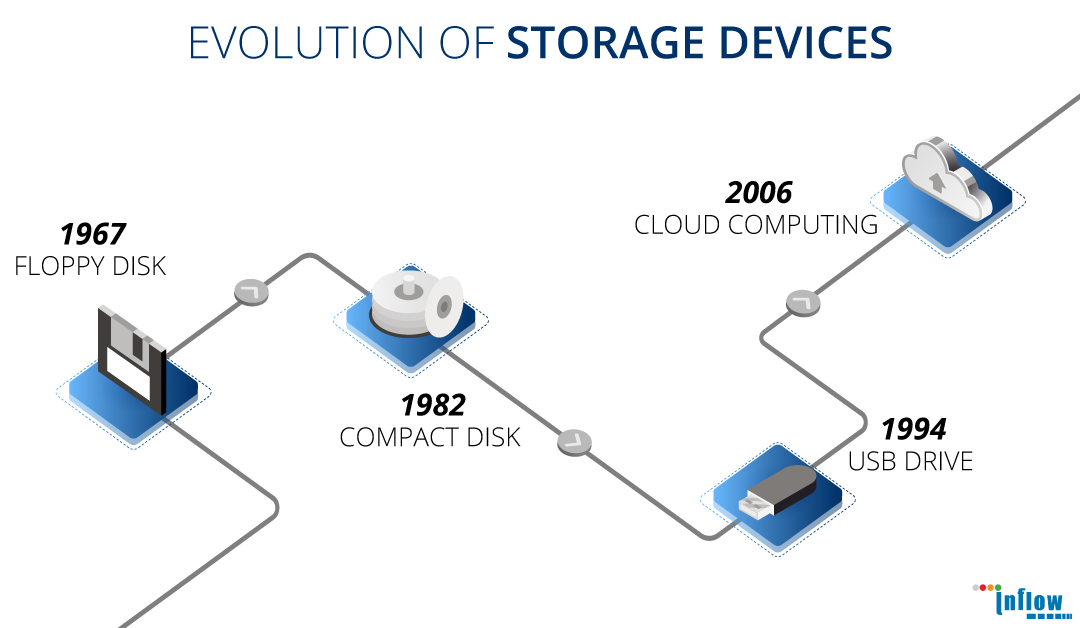 EVOLUTION OF STORAGE DEVICES
1967
FLOPPY DISK
1982
COMPACT DISK
1994
USB DRIVE
2006
CLOUD COMPUTING
inflow